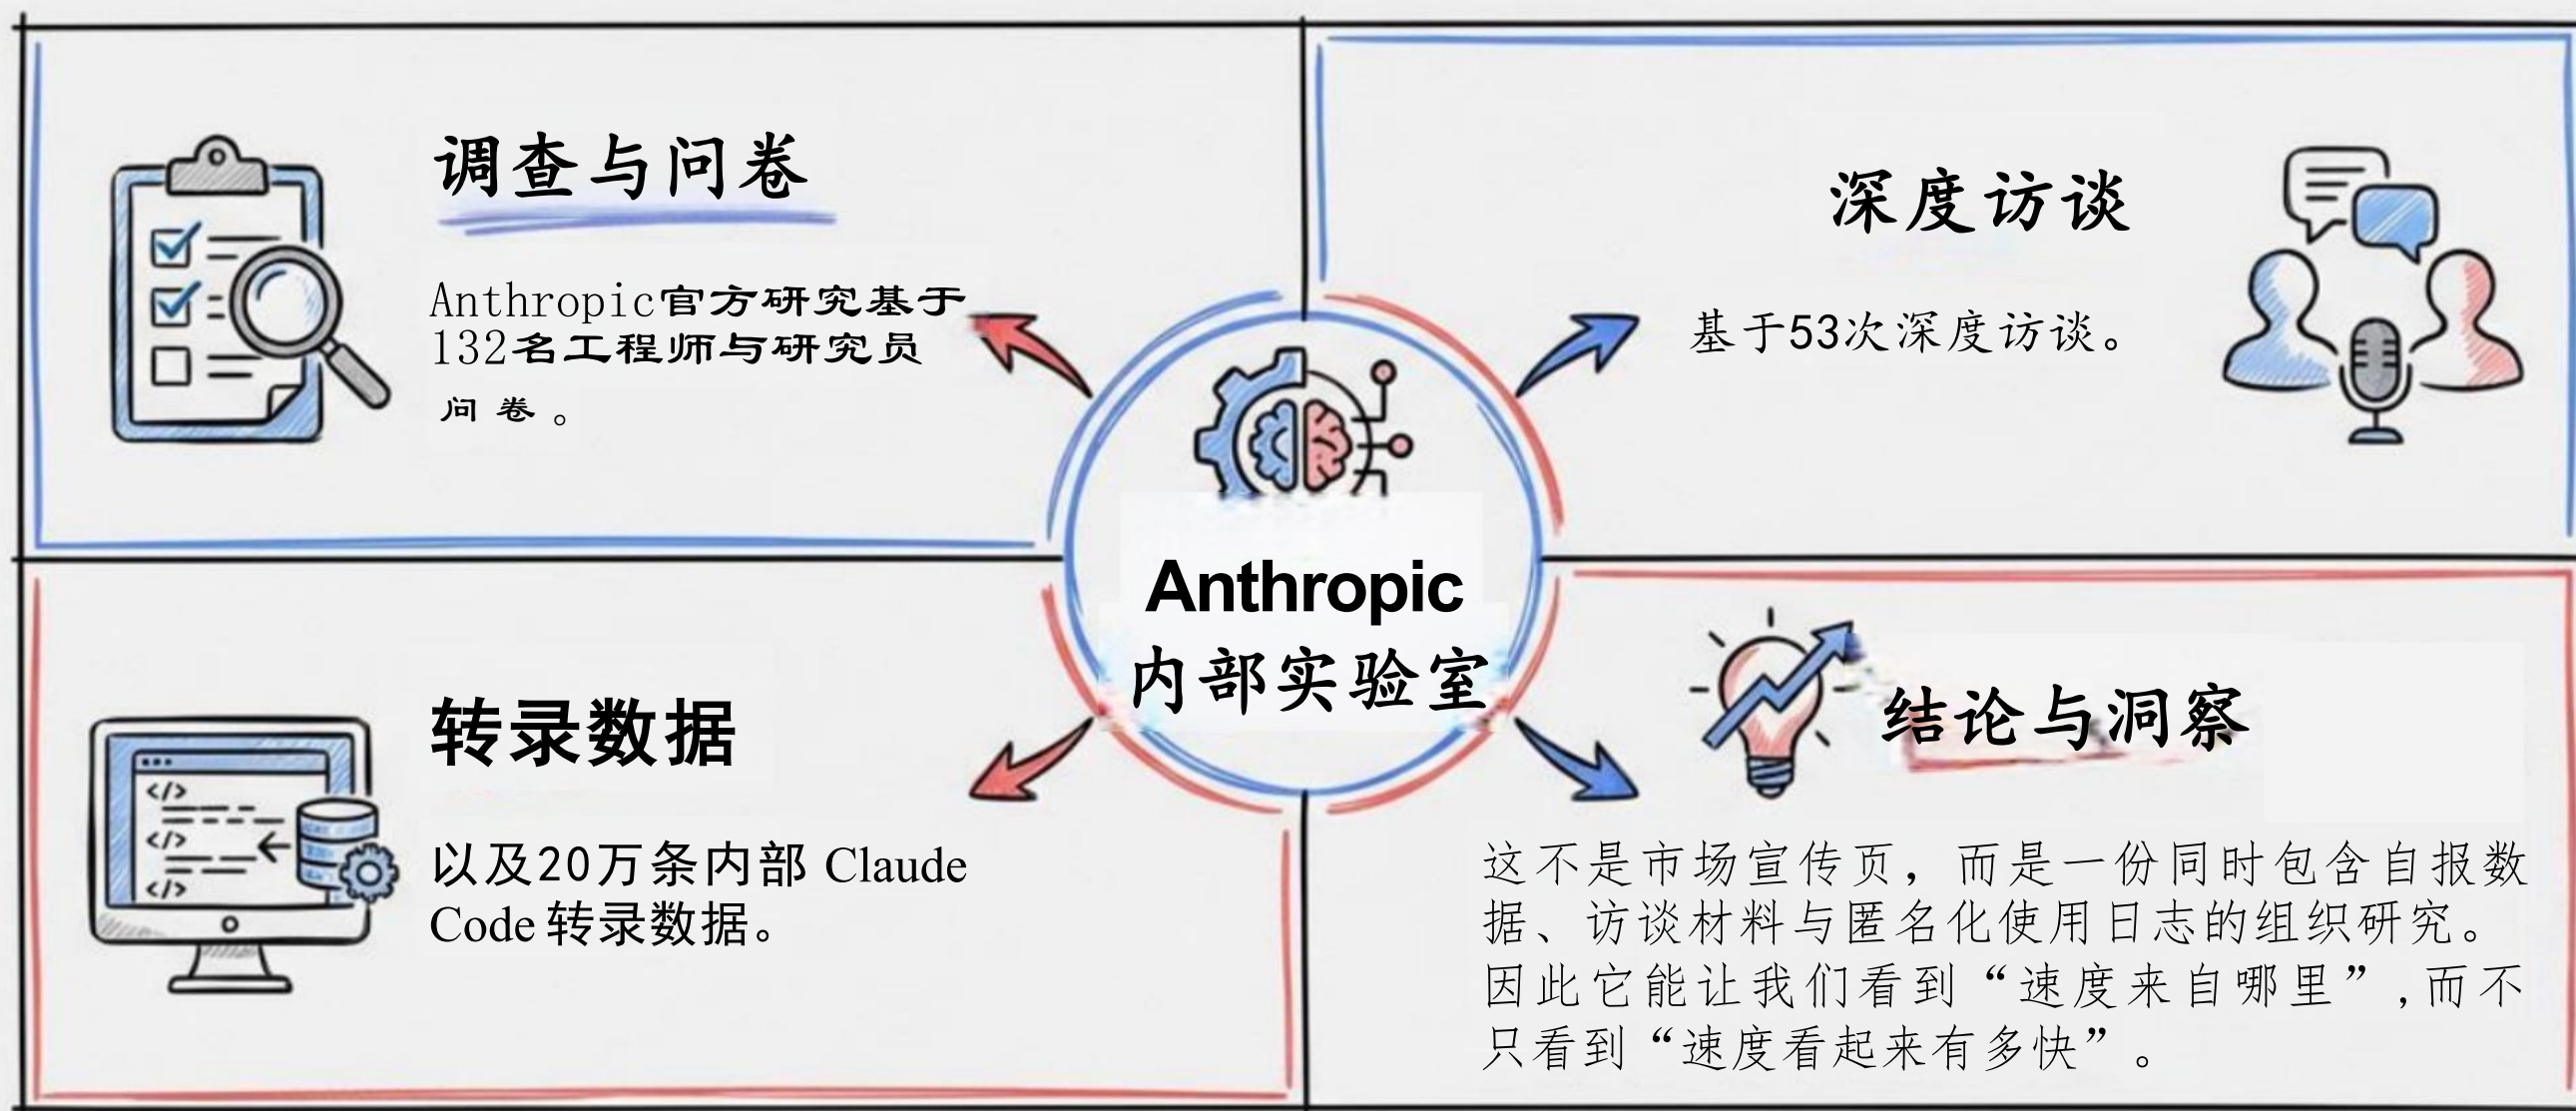 调查与问卷
Anthropic官方研究基于
132名工程师与研究员
问卷。
深度访谈
基于53次深度访谈。
Anthropic
内部实验室
转录数据
</>
</>
</>
以及20万条内部 Claude
Code 转录数据。
结论与洞察
这不是市场宣传页，而是一份同时包含自报数
据、访谈材料与匿名化使用日志的组织研究。
因此它能让我们看到“速度来自哪里”,而不
只看到“速度看起来有多快”。